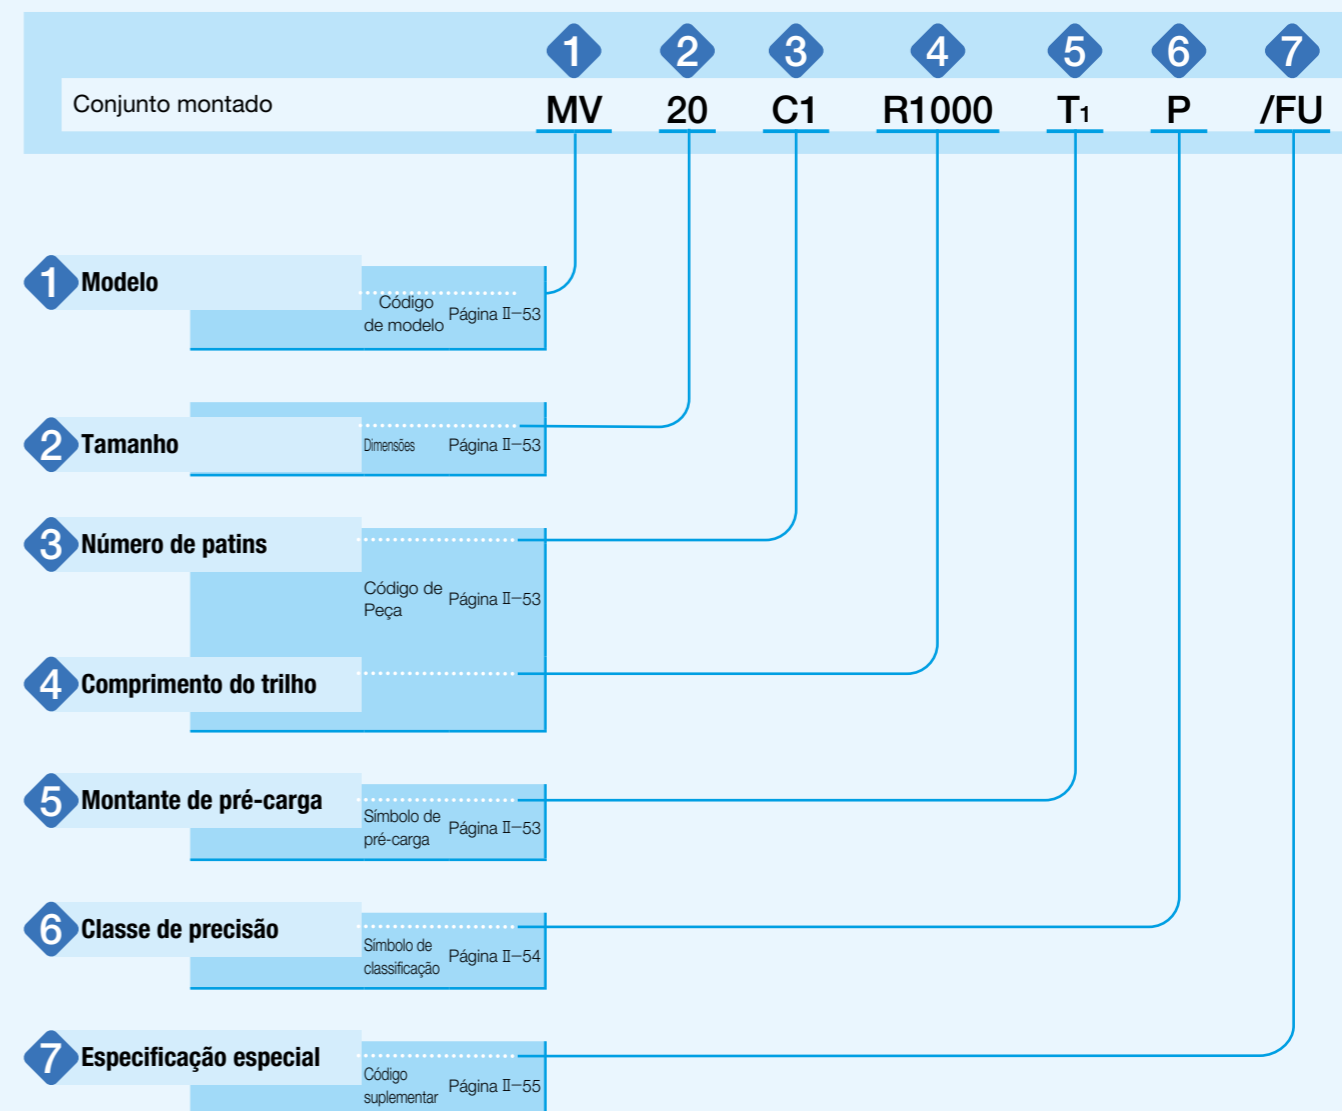 1 2 3 4 5 6 7
Conjunto montado MV 20 C1 R1000 T1 P /FU
1 Modelo
Código
de modelo Página Ⅱ-53
2 Tamanho Dimensões Página Ⅱ-53
3 Número de patins
Código de
Peça Página Ⅱ-53
4 Comprimento do trilho
5 Montante de pré-carga
Símbolo de
pré-carga Página Ⅱ-53
6 Classe de precisão
Símbolo de
classificação Página Ⅱ-54
7 Especificação especial
Código
suplementar Página Ⅱ-55